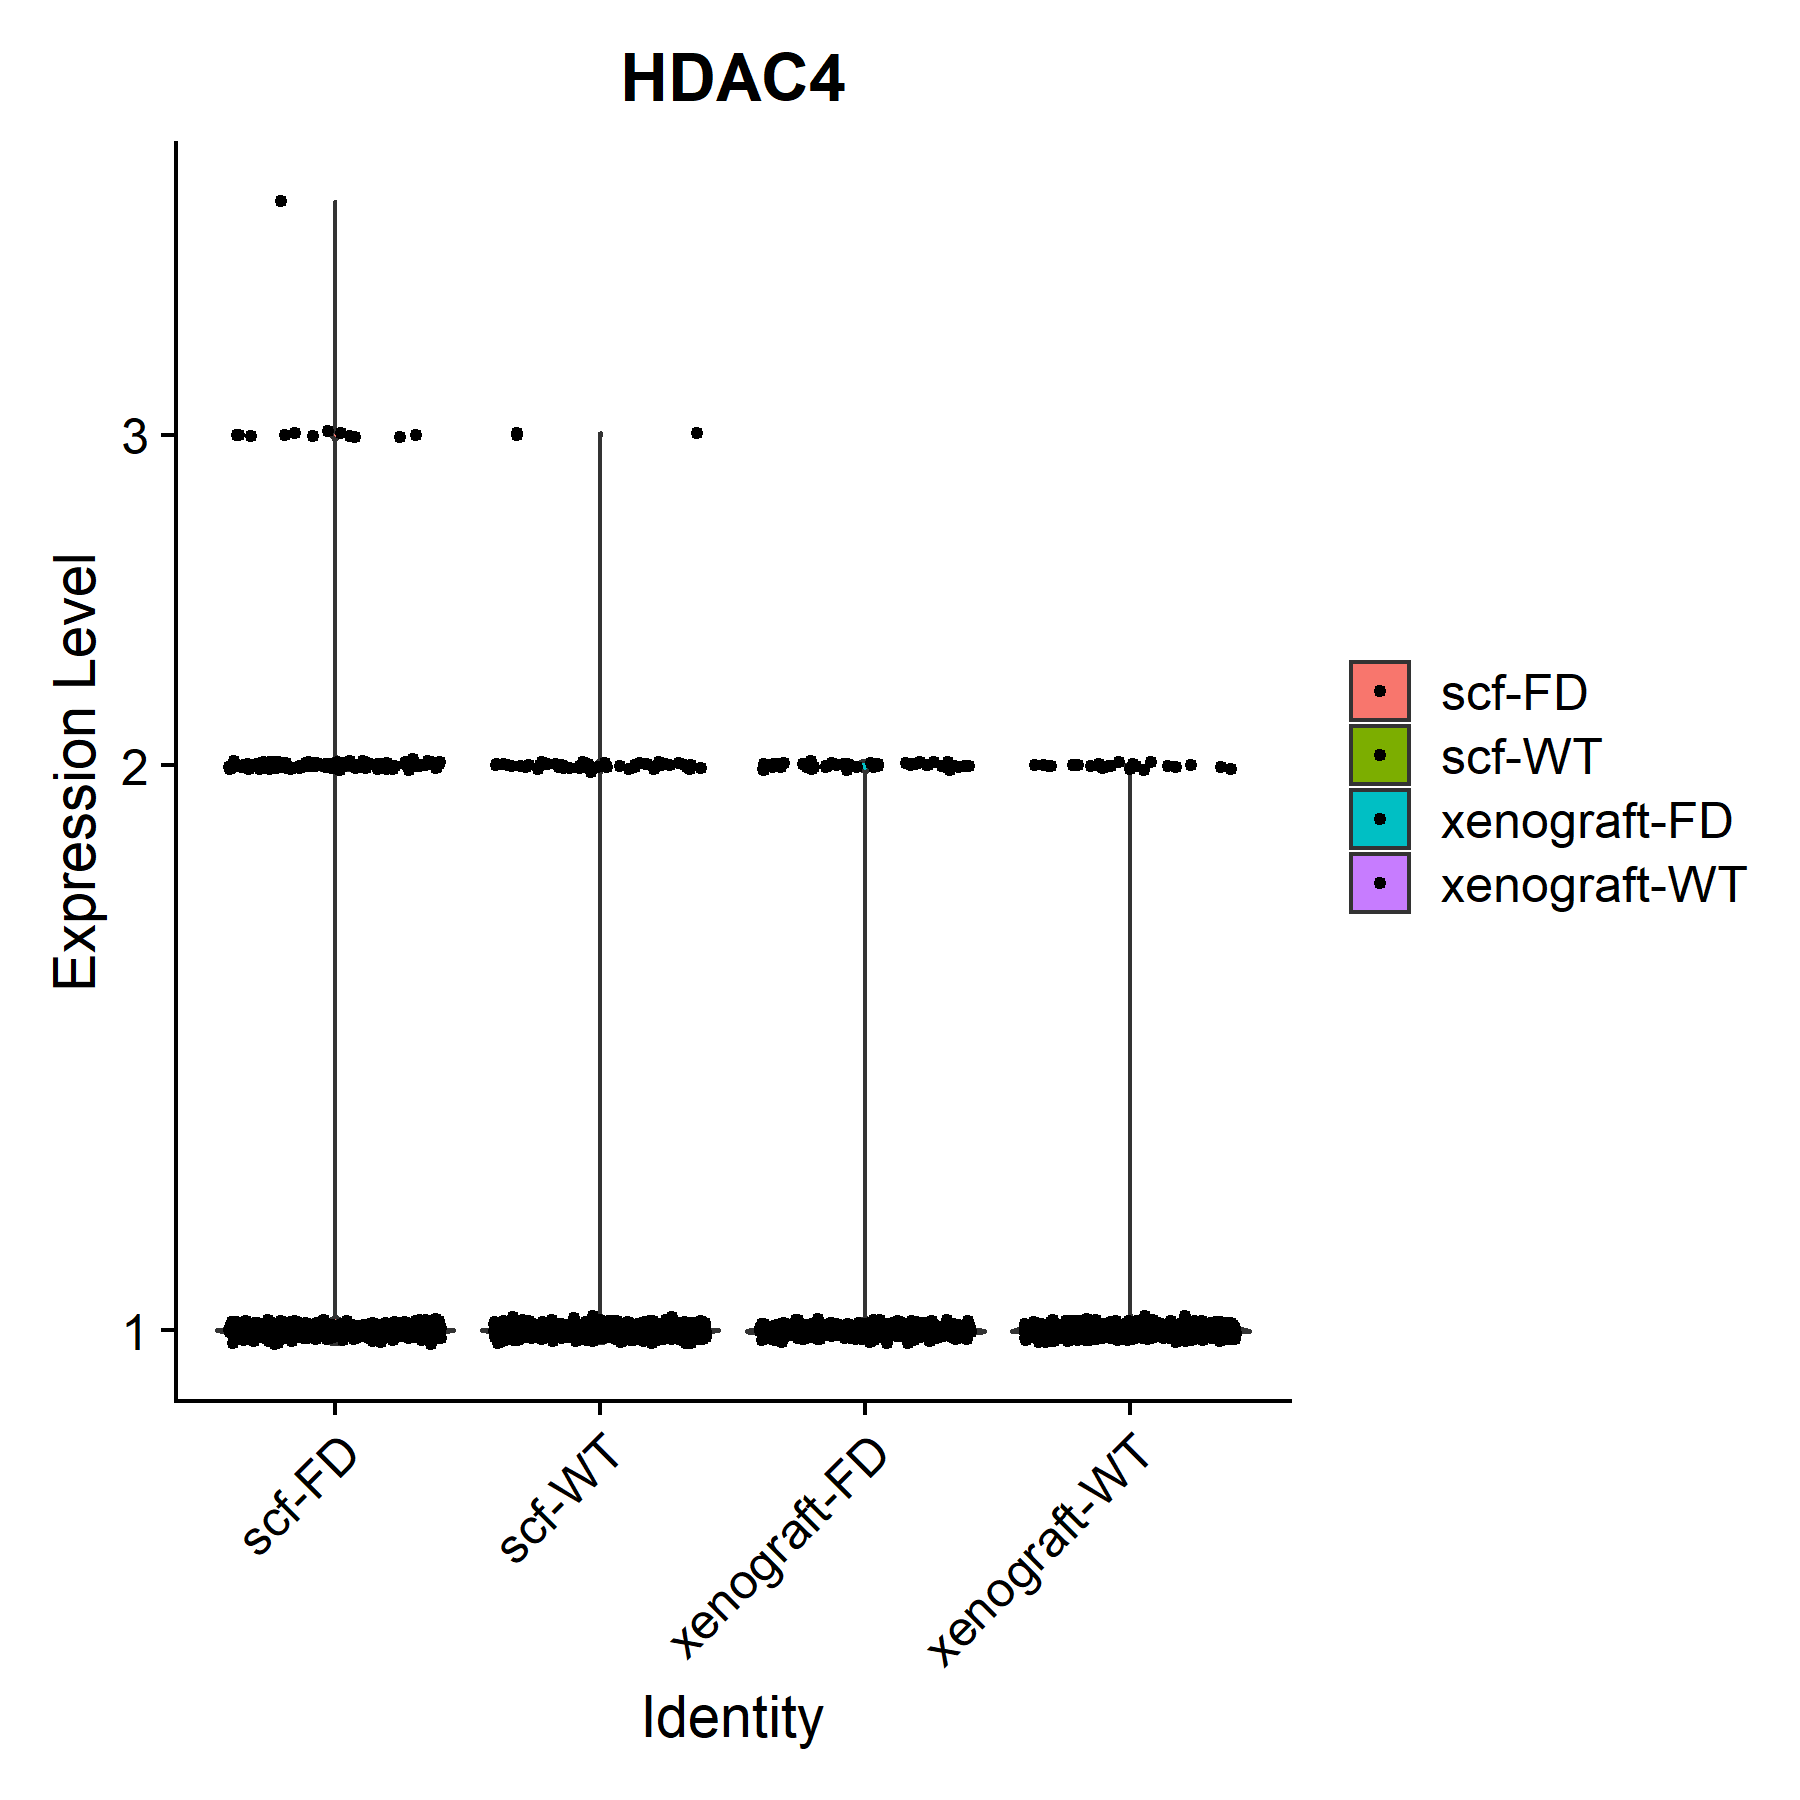 HDAC4
Expression Level
3
2
1
scf-FD
scf-WT
xenograft-FD
xenograft-WT
Identity
scf-FD
scf-WT
xenograft-FD
xenograft-WT